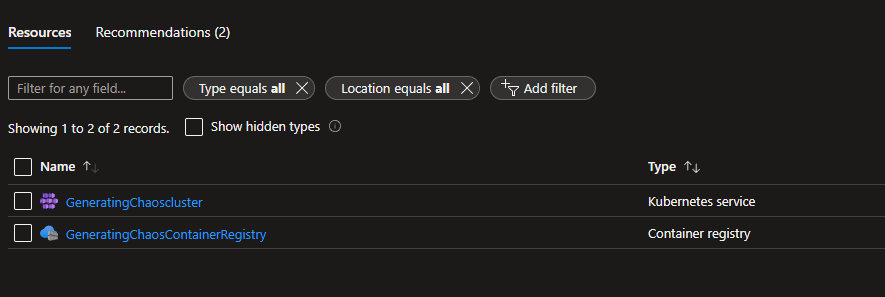 Resources Recommendations (2)
Filter for any field... Type equals all Location equals all Add filter
Showing 1 to 2 of 2 records. Show hidden types
Name Type
GeneratingChaoscluster Kubernetes service
GeneratingChaosContainerRegistry Container registry